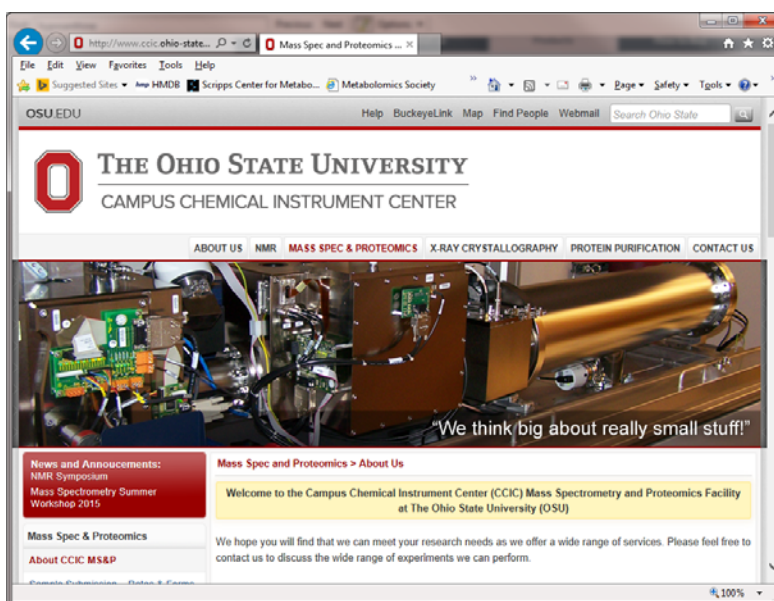 http://www.ccic.ohio-state...
Mass Spec and Proteomics ...
File Edit View Favorites Tools Help
Suggested Sites HMDB Scripps Center for Metabo... Metabolomics Society » Page Safety Tools »
OSU.EDU
Help BuckeyeLink Map Find People Webmail Search Ohio State
THE OHIO STATE UNIVERSITY
CAMPUS CHEMICAL INSTRUMENT CENTER
ABOUT US NMR MASS SPEC & PROTEOMICS X-RAY CRYSTALLOGRAPHY PROTEIN PURIFICATION CONTACT US
"We think big about really small stuff!"
News and Annoucements:
NMR Symposium
Mass Spectrometry Summer
Workshop 2015
Mass Spec & Proteomics
About CCIC MS&P
Sample Submission - Rates & Forms
Mass Spec and Proteomics > About Us
Welcome to the Campus Chemical Instrument Center (CCIC) Mass Spectrometry and Proteomics Facility
at The Ohio State University (OSU)
We hope you will find that we can meet your research needs as we offer a wide range of services. Please feel free to
contact us to discuss the wide range of experiments we can perform.
100%